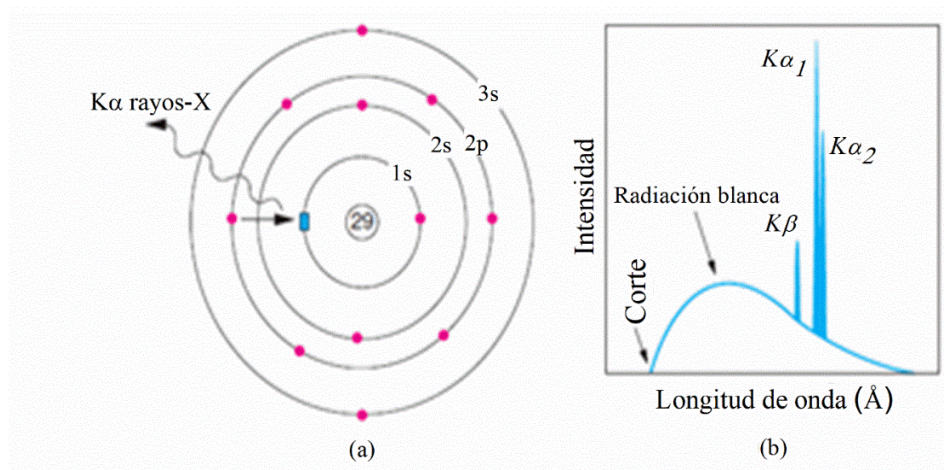 Kα rayos-X
3s
2p
2s
1s
29
(a)
Intensidad
Kα1
Kα2
Kβ
Radiación blanca
Corte
Longitud de onda (Å)
(b)